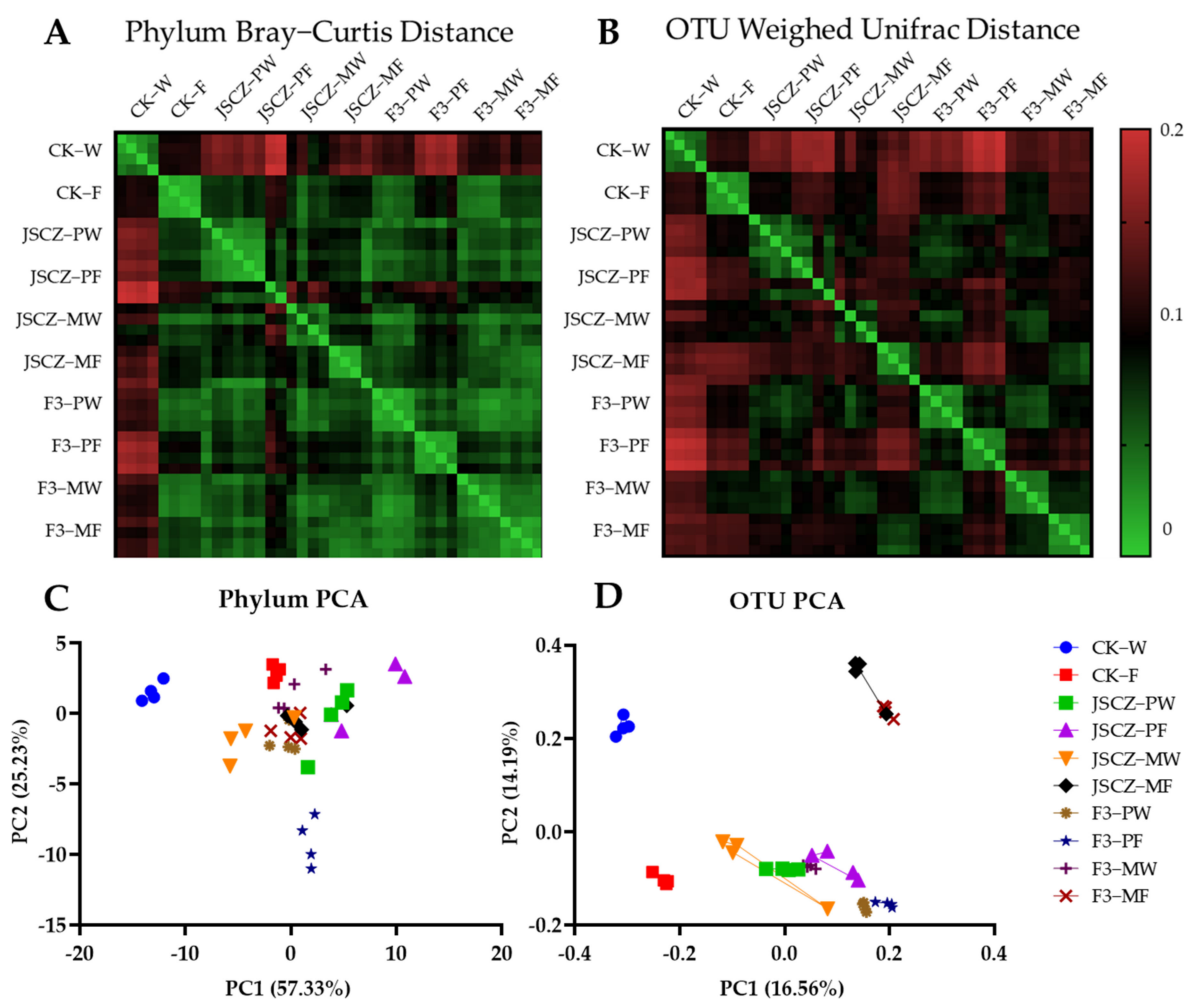 A Phylum Bray–Curtis Distance
CK–W CK–F JSCZ–PW JSCZ–PF JSCZ–MW JSCZ–MF F3–PW F3–PF F3–MW F3–MF
CK–W
CK–F
JSCZ–PW
JSCZ–PF
JSCZ–MW
JSCZ–MF
F3–PW
F3–PF
F3–MW
F3–MF
B OTU Weighed Unifrac Distance
CK–W CK–F JSCZ–PW JSCZ–PF JSCZ–MW JSCZ–MF F3–PW F3–PF F3–MW F3–MF
CK–W
CK–F
JSCZ–PW
JSCZ–PF
JSCZ–MW
JSCZ–MF
F3–PW
F3–PF
F3–MW
F3–MF
0.2
0.1
0
C Phylum PCA
PC2 (25.23%)
5
0
-5
-10
-15
-20 -10 0 10 20
PC1 (57.33%)
D OTU PCA
PC2 (14.19%)
0.4
0.2
0.0
-0.2
-0.4 -0.2 0.0 0.2 0.4
PC1 (16.56%)
CK–W
CK–F
JSCZ–PW
JSCZ–PF
JSCZ–MW
JSCZ–MF
F3–PW
F3–PF
F3–MW
F3–MF